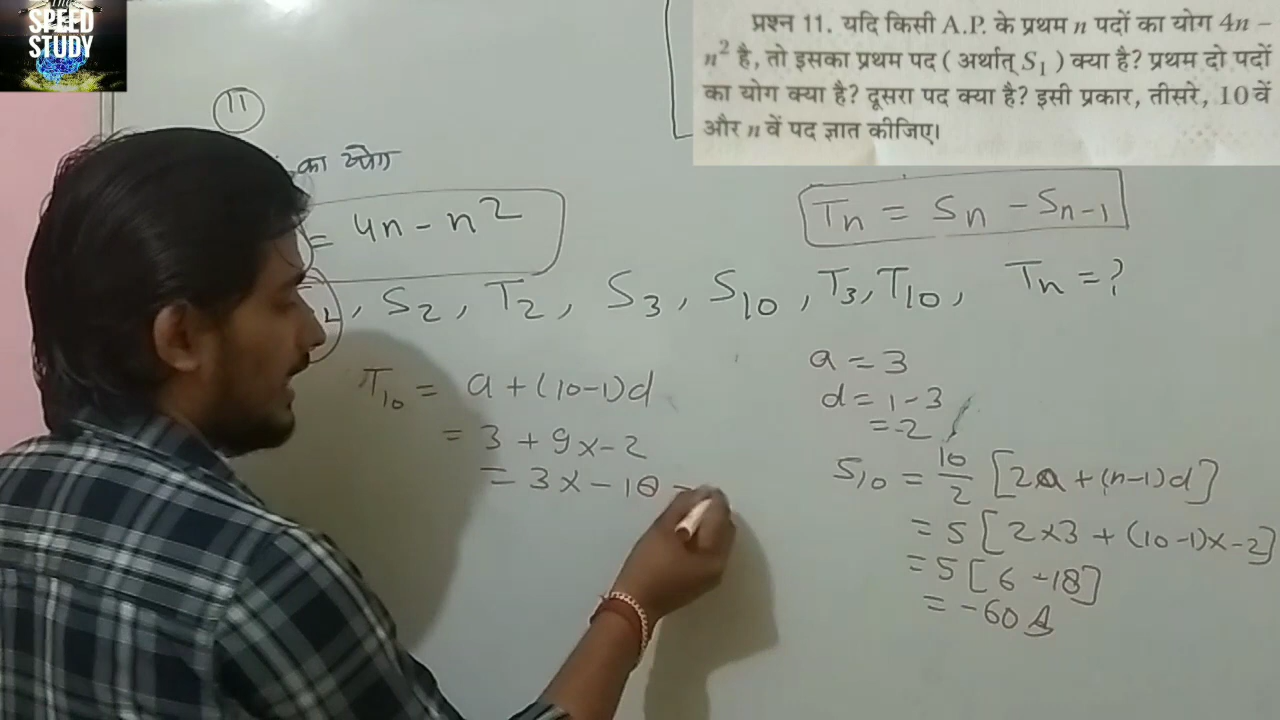 SPEED
STUDY
प्रश्न 11. यदि किसी A.P. के प्रथम n पदों का योग 4n –
n² है, तो इसका प्रथम पद ( अर्थात् S₁ ) क्या है? प्रथम दो पदों
का योग क्या है? दूसरा पद क्या है? इसी प्रकार, तीसरे, 10 वें
और n वें पद ज्ञात कीजिए।
11
का योग
= 4n - n²
Tn = Sn - Sn-1
, S2, T2, S3, S10, T3, T10, Tn = ?
T10 = a + (10-1)d
= 3 + 9x-2
= 3x-18 =
a = 3
d = 1-3
= -2
S10 = 10/2 [2a + (n-1)d]
= 5 [2×3 + (10-1)x-2]
= 5 [6 -18]
= -60 A